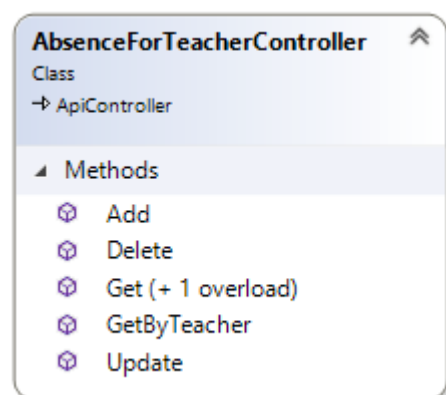 AbsenceForTeacherController
Class
ApiController
Methods
Add
Delete
Get (+ 1 overload)
GetByTeacher
Update